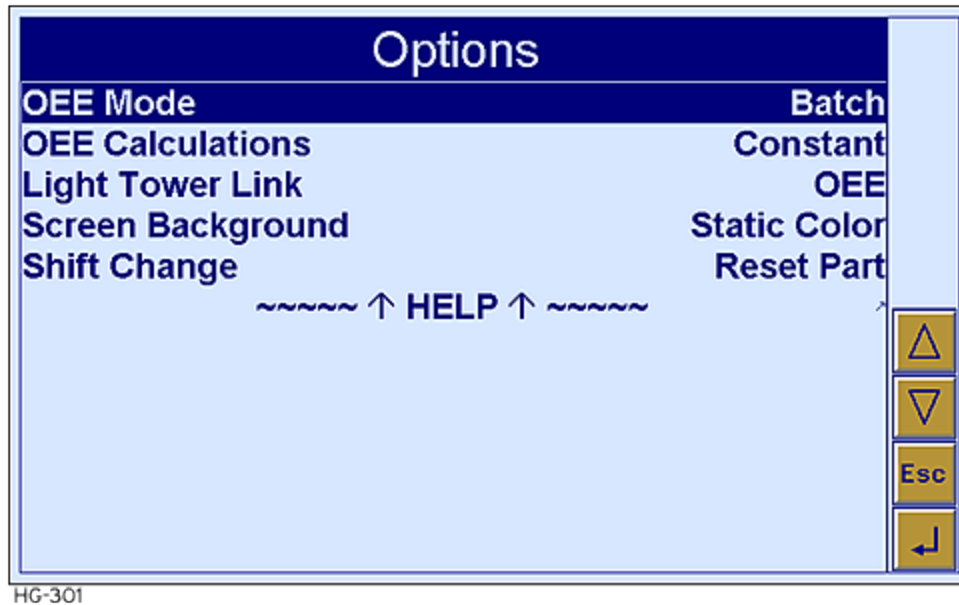 Options
OEE Mode Batch
OEE Calculations Constant
Light Tower Link OEE
Screen Background Static Color
Shift Change Reset Part
~~~~~ ↑ HELP ↑ ~~~~~
Esc
HG-301